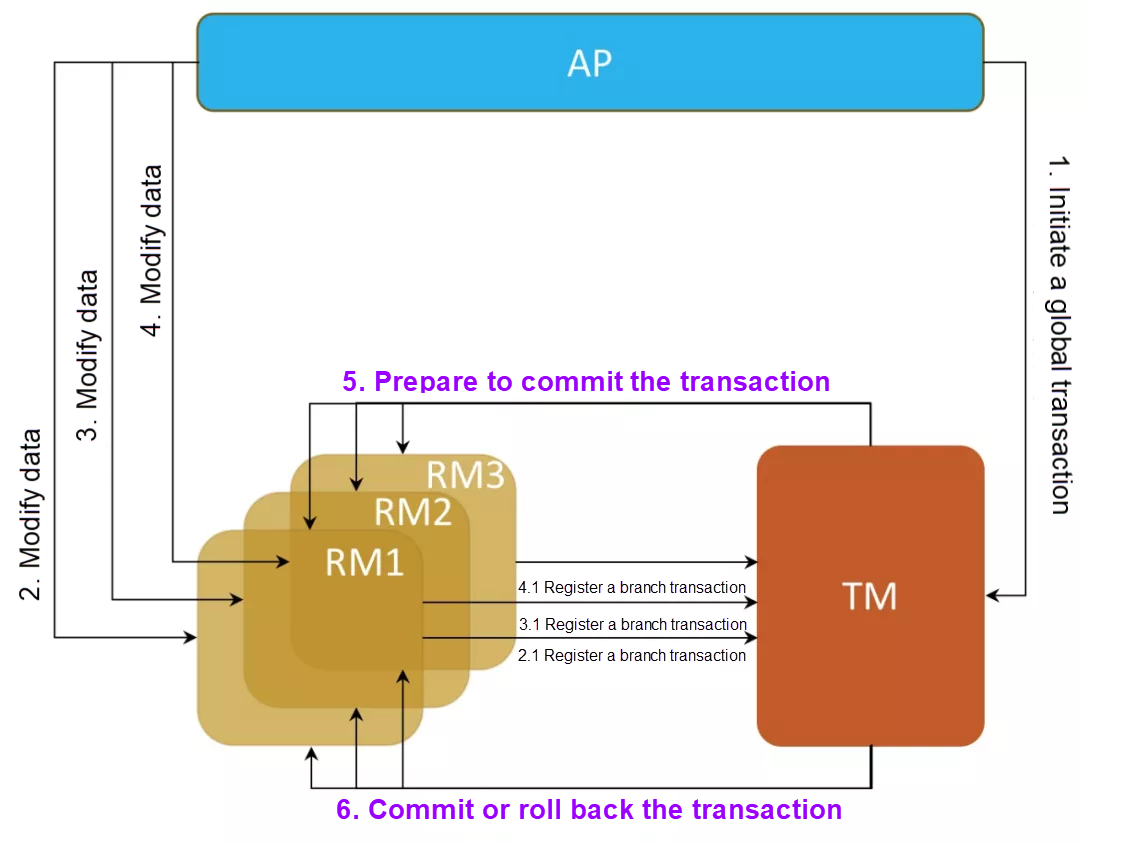 AP
1. Initiate a global transaction
2. Modify data
3. Modify data
4. Modify data
5. Prepare to commit the transaction
RM3
RM2
RM1
4.1 Register a branch transaction
3.1 Register a branch transaction
2.1 Register a branch transaction
TM
6. Commit or roll back the transaction